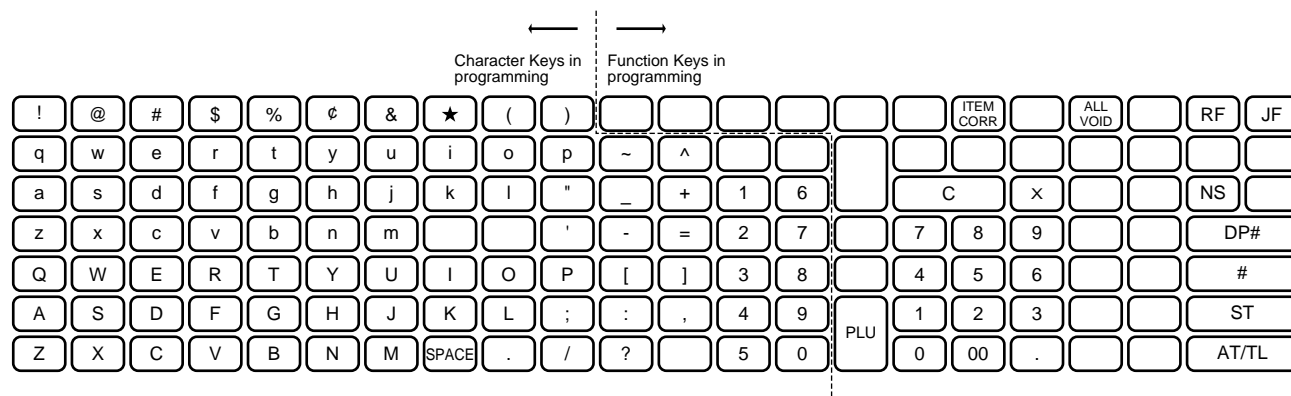 Character Keys in programming
Function Keys in programming
! @ # $ % ¢ & ★ ( ) ITEM CORR ALL VOID RF JF
q w e r t y u i o p ~ ^
a s d f g h j k l " _ + 1 6 C X NS
z x c v b n m ' - = 2 7 7 8 9 DP#
Q W E R T Y U I O P [ ] 3 8 4 5 6 #
A S D F G H J K L ; : , 4 9 PLU 1 2 3 ST
Z X C V B N M SPACE . / ? 5 0 0 00 . AT/TL